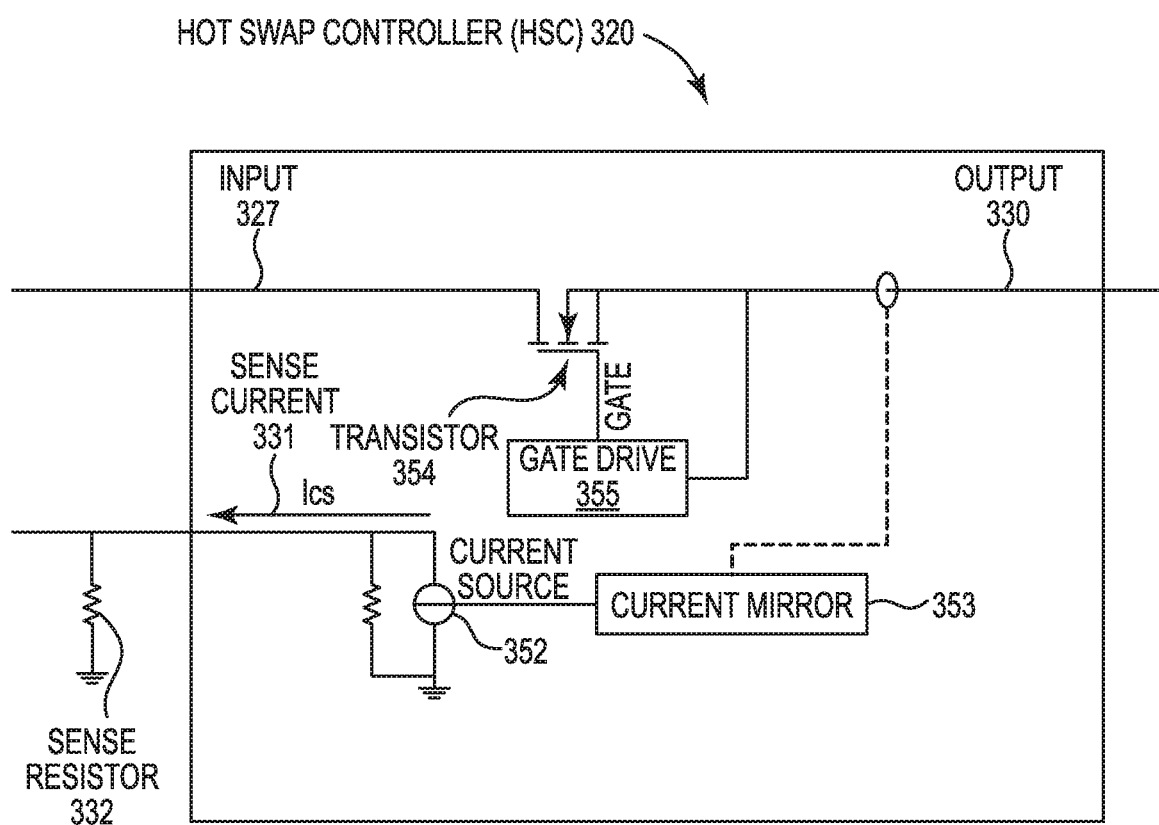 HOT SWAP CONTROLLER (HSC) 320
INPUT
327
OUTPUT
330
SENSE
CURRENT
331
TRANSISTOR
354
GATE
GATE DRIVE
355
Ics
CURRENT
SOURCE
352
CURRENT MIRROR
353
SENSE
RESISTOR
332